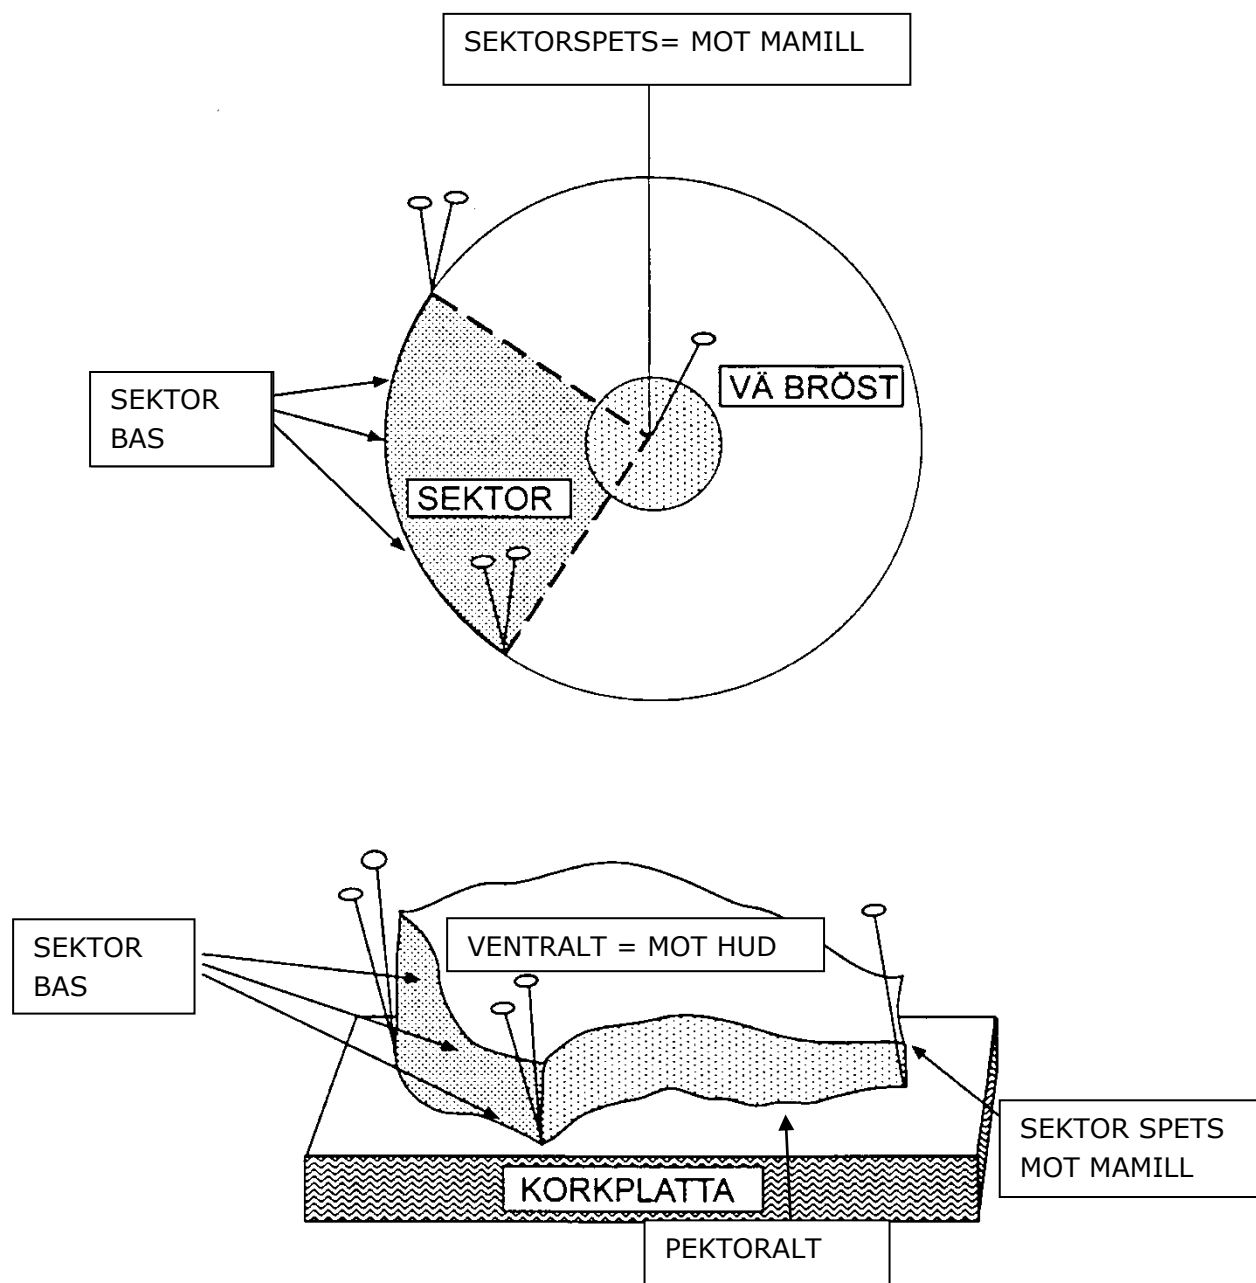 SEKTORSPETS= MOT MAMILL
VÄ BRÖST
SEKTOR
BAS
SEKTOR
SEKTOR
BAS
VENTRALT = MOT HUD
SEKTOR SPETS
MOT MAMILL
KORKPLATTA
PEKTORALT